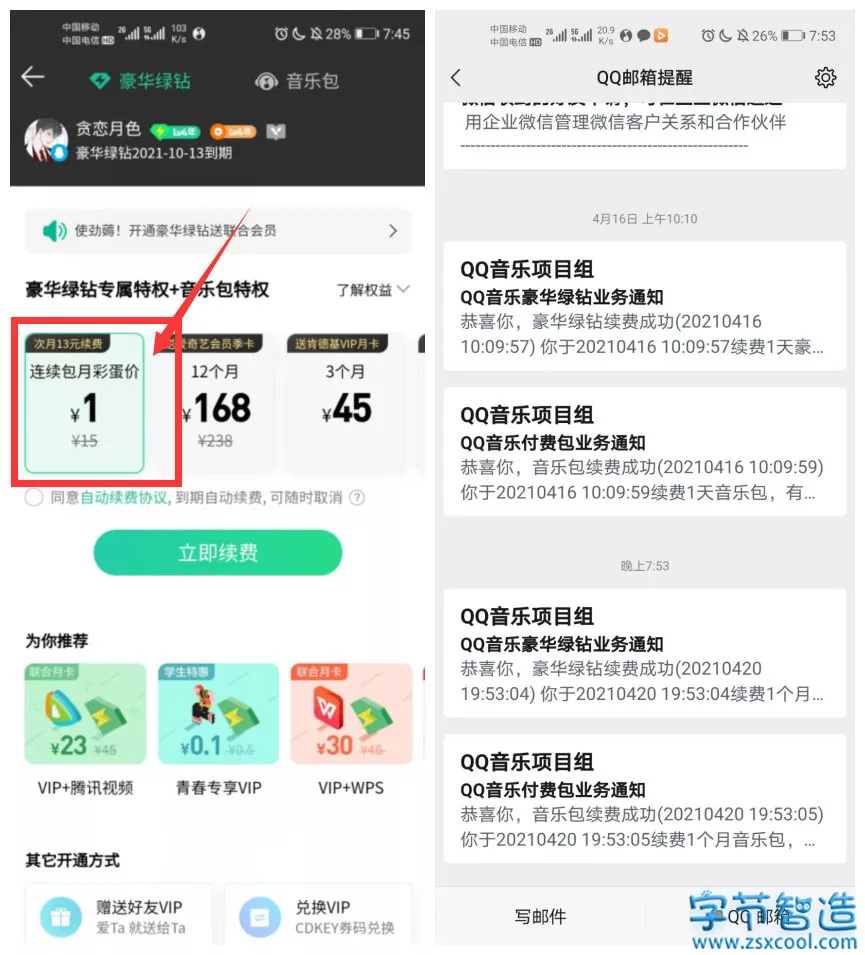 中国移动
中国电信 HD
2G 5G 103 K/s
28% 7:45
豪华绿钻 音乐包
贪恋月色 Lv6年 Lv6年
豪华绿钻2021-10-13到期
使劲薅！开通豪华绿钻送联合会员
豪华绿钻专属特权+音乐包特权 了解权益
次月13元续费
连续包月彩蛋价
¥1
¥15
爱奇艺会员季卡
12个月
¥168
¥238
送肯德基VIP月卡
3个月
¥45
同意自动续费协议, 到期自动续费, 可随时取消 ?
立即续费
为你推荐
联合月卡
¥23 ¥45
VIP+腾讯视频
学生特惠
¥0.1 ¥0.5
青春专享VIP
联合月卡
¥30 ¥45
VIP+WPS
其它开通方式
赠送好友VIP
爱Ta 就送给Ta
兑换VIP
CDKEY券码兑换
中国移动
中国电信 HD
2G 5G 20.9 K/s
26% 7:53
QQ邮箱提醒
用企业微信管理微信客户关系和合作伙伴
4月16日 上午10:10
QQ音乐项目组
QQ音乐豪华绿钻业务通知
恭喜你，豪华绿钻续费成功(20210416
10:09:57) 你于20210416 10:09:57续费1天豪…
QQ音乐项目组
QQ音乐付费包业务通知
恭喜你，音乐包续费成功(20210416 10:09:59)
你于20210416 10:09:59续费1天音乐包，有…
晚上7:53
QQ音乐项目组
QQ音乐豪华绿钻业务通知
恭喜你，豪华绿钻续费成功(20210420
19:53:04) 你于20210420 19:53:04续费1个月…
QQ音乐项目组
QQ音乐付费包业务通知
恭喜你，音乐包续费成功(20210420 19:53:05)
你于20210420 19:53:05续费1个月音乐包，…
写邮件 QQ 邮箱
字节智造
www.zsxcool.com